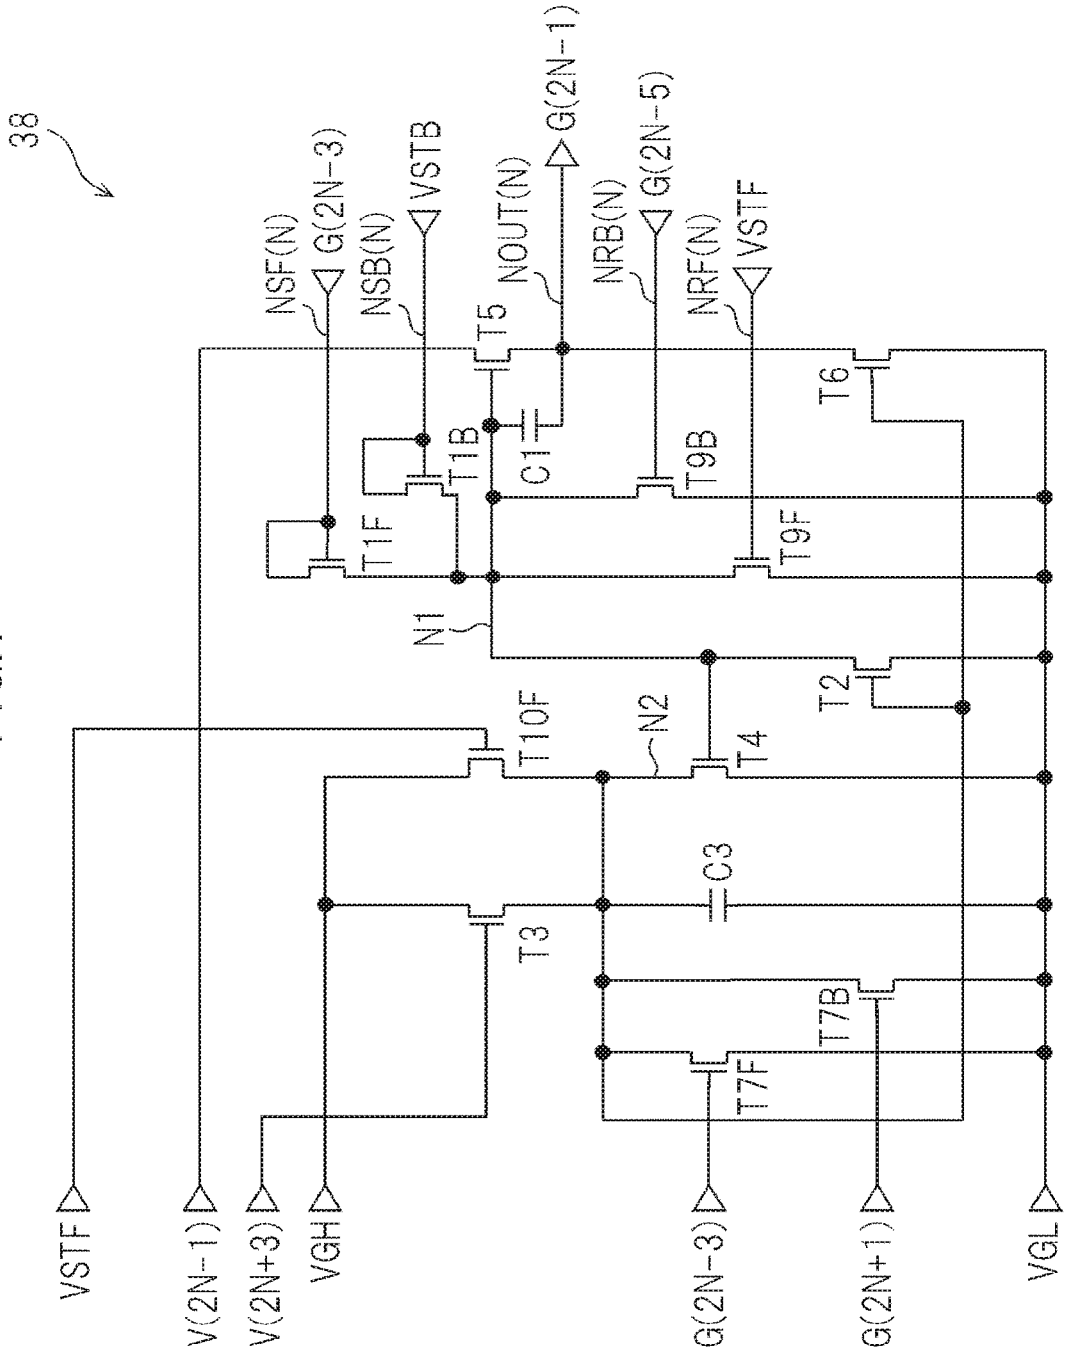 38
NSF(N)
G(2N-3)
NSB(N)
VSTB
NOUT(N)
G(2N-1)
NRB(N)
G(2N-5)
NRF(N)
VSTF
T5
T1B
T1F
C1
T9B
T9F
T6
N1
T10F
N2
T4
T2
T3
C3
T7B
T7F
VSTF
V(2N-1)
V(2N+3)
VGH
G(2N-3)
G(2N+1)
VGL